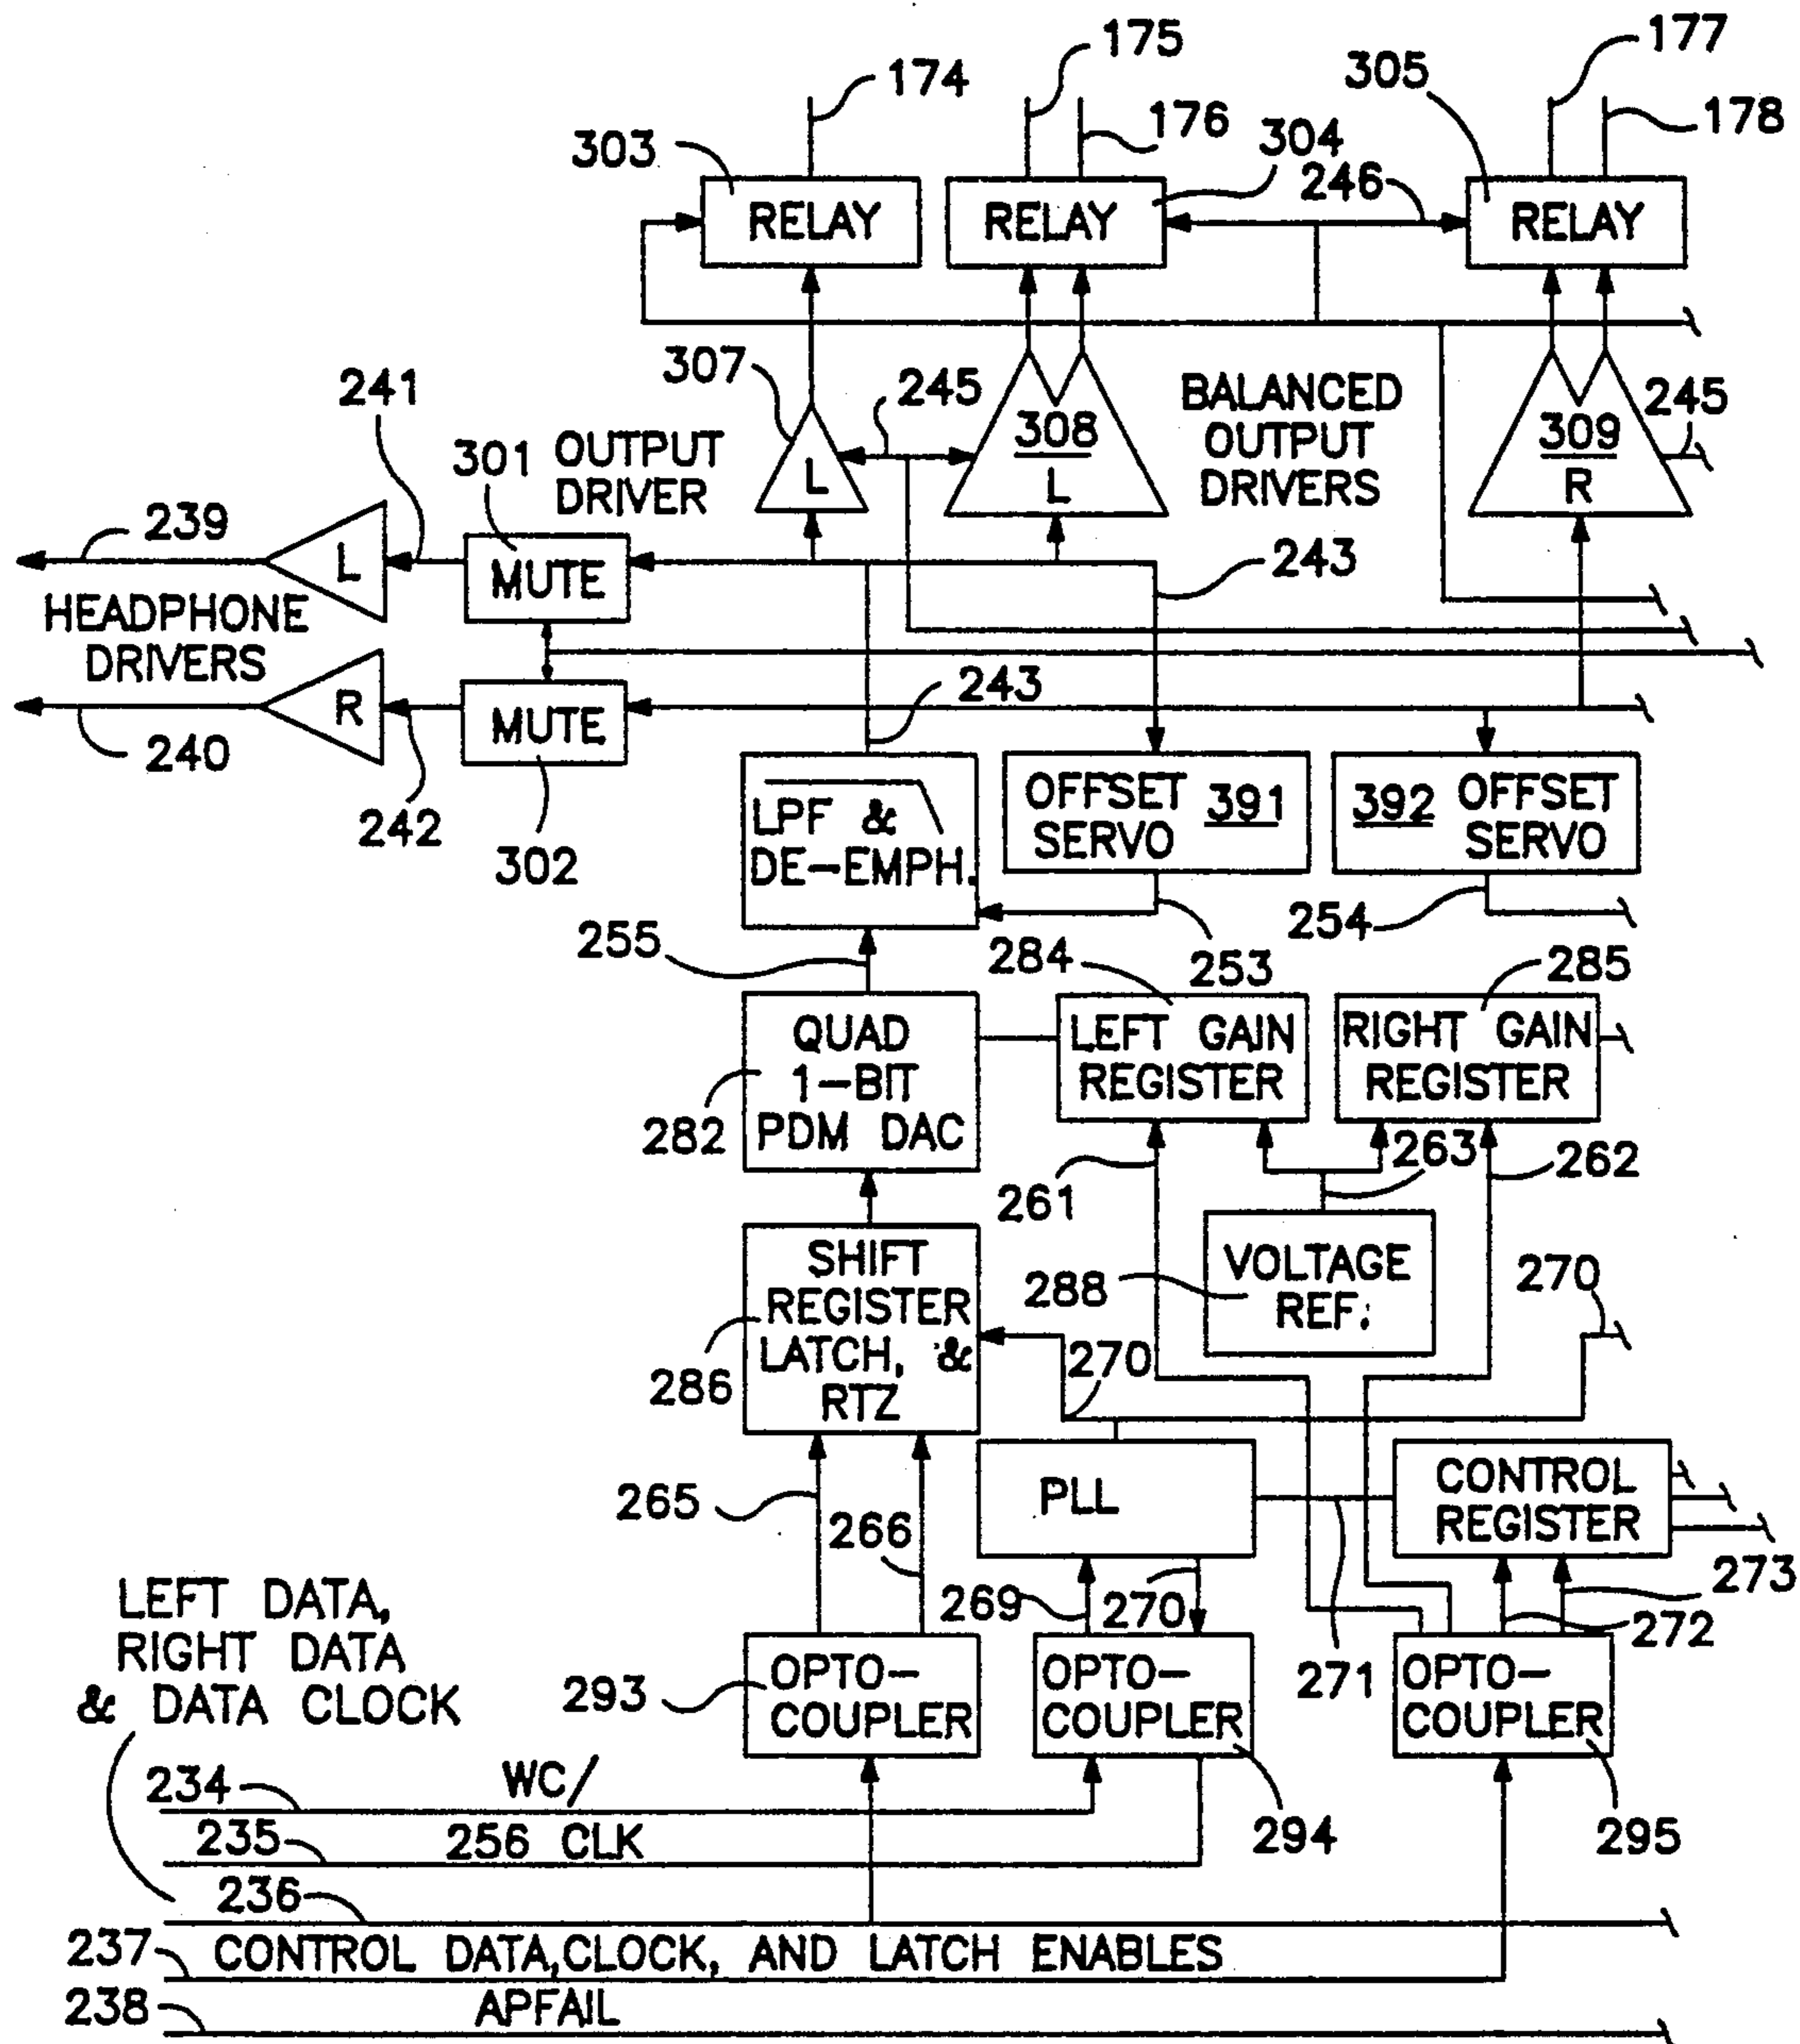 177
175
305
174
178
176
304
303
246
RELAY
RELAY
RELAY
307
241
245
BALANCED
OUTPUT
DRIVERS
308
L
309
R
245
301
OUTPUT
DRIVER
L
239
L
MUTE
243
HEADPHONE
DRIVERS
243
R
MUTE
240
242
302
LPF &
DE-EMPH.
OFFSET
SERVO
391
392
OFFSET
SERVO
254
255
253
284
285
QUAD
1-BIT
PDM DAC
LEFT GAIN
REGISTER
RIGHT GAIN
REGISTER
282
263
262
261
SHIFT
REGISTER
LATCH, &
RTZ
VOLTAGE
REF.
288
270
270
286
PLL
CONTROL
REGISTER
265
266
273
269
270
272
271
LEFT DATA,
RIGHT DATA
& DATA CLOCK
OPTO-
COUPLER
OPTO-
COUPLER
OPTO-
COUPLER
293
294
295
234
WC/
235
256 CLK
236
237
CONTROL DATA,CLOCK, AND LATCH ENABLES
238
APFAIL